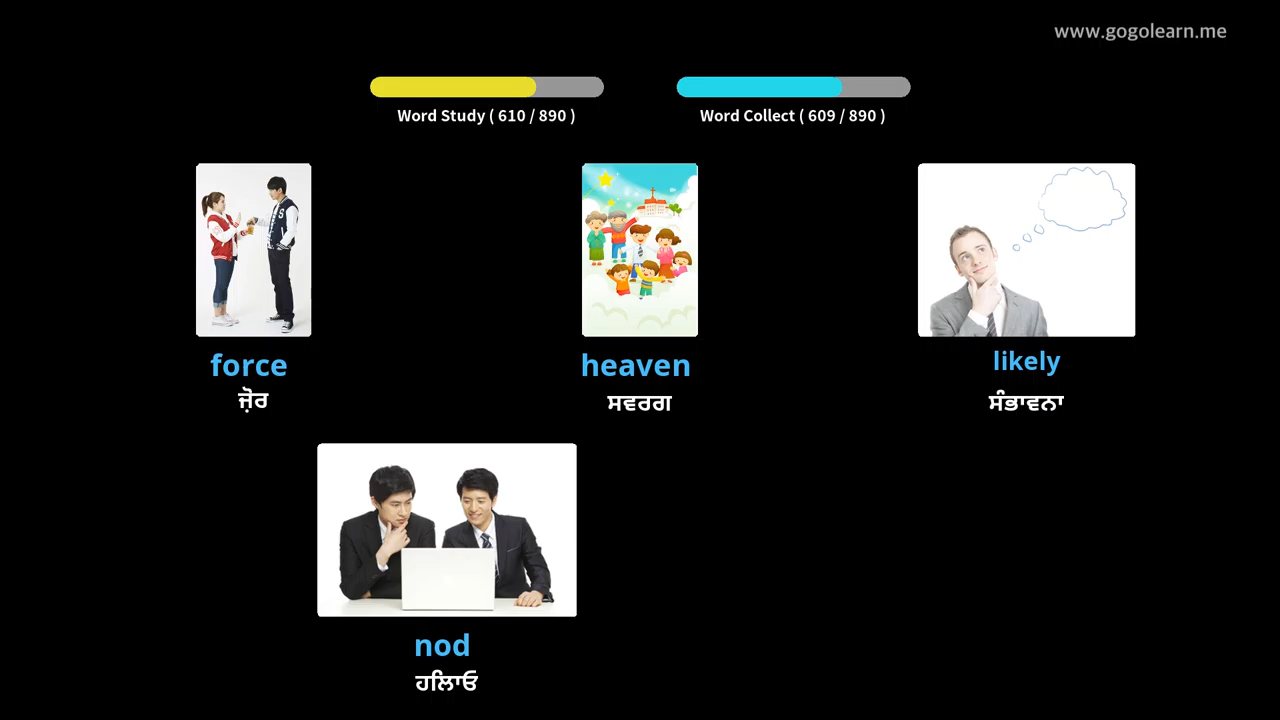 www.gogolearn.me
Word Study ( 610 / 890 )
Word Collect ( 609 / 890 )
force
ਜ਼ੋਰ
heaven
ਸਵਰਗ
likely
ਸੰਭਾਵਨਾ
nod
ਹਲਿਾਓ